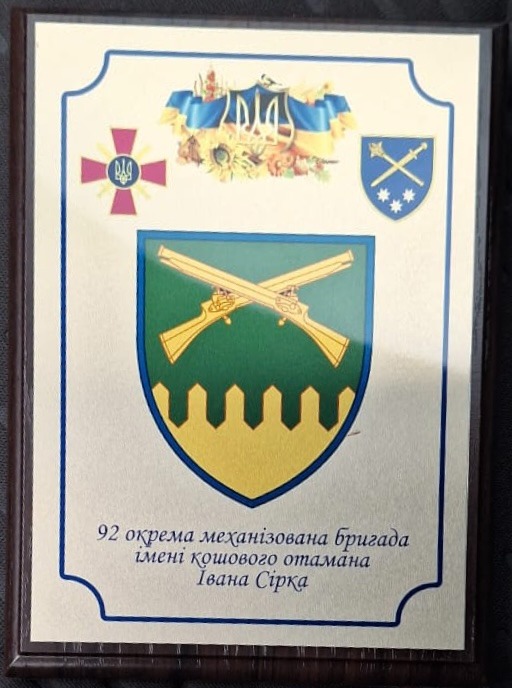 92 окрема механізована бригада
імені кошового отамана
Івана Сірка